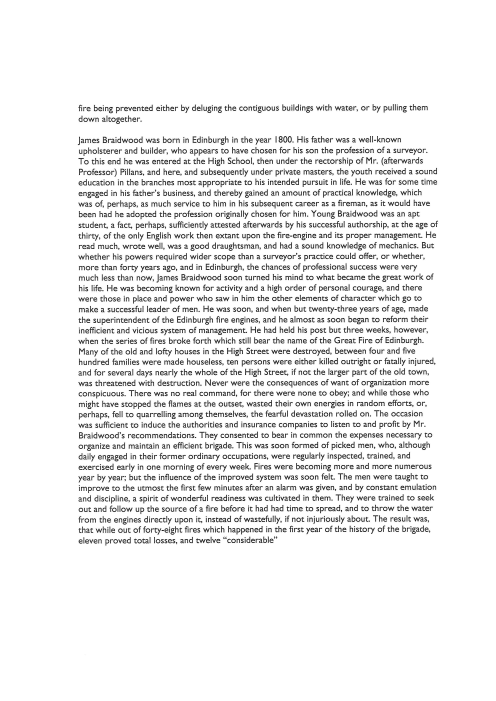 fire being prevented either by deluging the contiguous buildings with water, or by pulling them
down altogether.
James Braidwood was born in Edinburgh in the year 1800. His father was a well-known
upholsterer and builder, who appears to have chosen for his son the profession of a surveyor.
To this end he was entered at the High School, then under the rectorship of Mr. (afterwards
Professor) Pillans, and here, and subsequently under private masters, the youth received a sound
education in the branches most appropriate to his intended pursuit in life. He was for some time
engaged in his father's business, and thereby gained an amount of practical knowledge, which
was of, perhaps, as much service to him in his subsequent career as a fireman, as it would have
been had he adopted the profession originally chosen for him. Young Braidwood was an apt
student, a fact, perhaps, sufficiently attested afterwards by his successful authorship, at the age of
thirty, of the only English work then extant upon the fire-engine and its proper management. He
read much, wrote well, was a good draughtsman, and had a sound knowledge of mechanics. But
whether his powers required wider scope than a surveyor's practice could offer, or whether,
more than forty years ago, and in Edinburgh, the chances of professional success were very
much less than now, James Braidwood soon turned his mind to what became the great work of
his life. He was becoming known for activity and a high order of personal courage, and there
were those in place and power who saw in him the other elements of character which go to
make a successful leader of men. He was soon, and when but twenty-three years of age, made
the superintendent of the Edinburgh fire engines, and he almost as soon began to reform their
inefficient and vicious system of management. He had held his post but three weeks, however,
when the series of fires broke forth which still bear the name of the Great Fire of Edinburgh.
Many of the old and lofty houses in the High Street were destroyed, between four and five
hundred families were made houseless, ten persons were either killed outright or fatally injured,
and for several days nearly the whole of the High Street, if not the larger part of the old town,
was threatened with destruction. Never were the consequences of want of organization more
conspicuous. There was no real command, for there were none to obey; and while those who
might have stopped the flames at the outset, wasted their own energies in random efforts, or,
perhaps, fell to quarrelling among themselves, the fearful devastation rolled on. The occasion
was sufficient to induce the authorities and insurance companies to listen to and profit by Mr.
Braidwood's recommendations. They consented to bear in common the expenses necessary to
organize and maintain an efficient brigade. This was soon formed of picked men, who, although
daily engaged in their former ordinary occupations, were regularly inspected, trained, and
exercised early in one morning of every week. Fires were becoming more and more numerous
year by year; but the influence of the improved system was soon felt. The men were taught to
improve to the utmost the first few minutes after an alarm was given, and by constant emulation
and discipline, a spirit of wonderful readiness was cultivated in them. They were trained to seek
out and follow up the source of a fire before it had had time to spread, and to throw the water
from the engines directly upon it, instead of wastefully, if not injuriously about. The result was,
that while out of forty-eight fires which happened in the first year of the history of the brigade,
eleven proved total losses, and twelve “considerable”